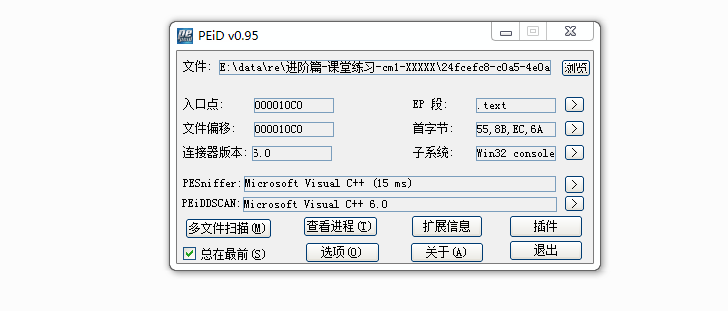 PEiD v0.95
文件: E:\data\re\进阶篇-课堂练习-cm1-XXXXX\24fcefc8-c0a5-4e0a 浏览
入口点: 000010C0 EP 段: .text >
文件偏移: 000010C0 首字节: 55,8B,EC,6A >
连接器版本: 6.0 子系统: Win32 console >
PESniffer: Microsoft Visual C++ (15 ms) >
PEiDDSCAN: Microsoft Visual C++ 6.0 >
多文件扫描(M) 查看进程(T) 扩展信息 插件
总在最前(S) 选项(O) 关于(A) 退出